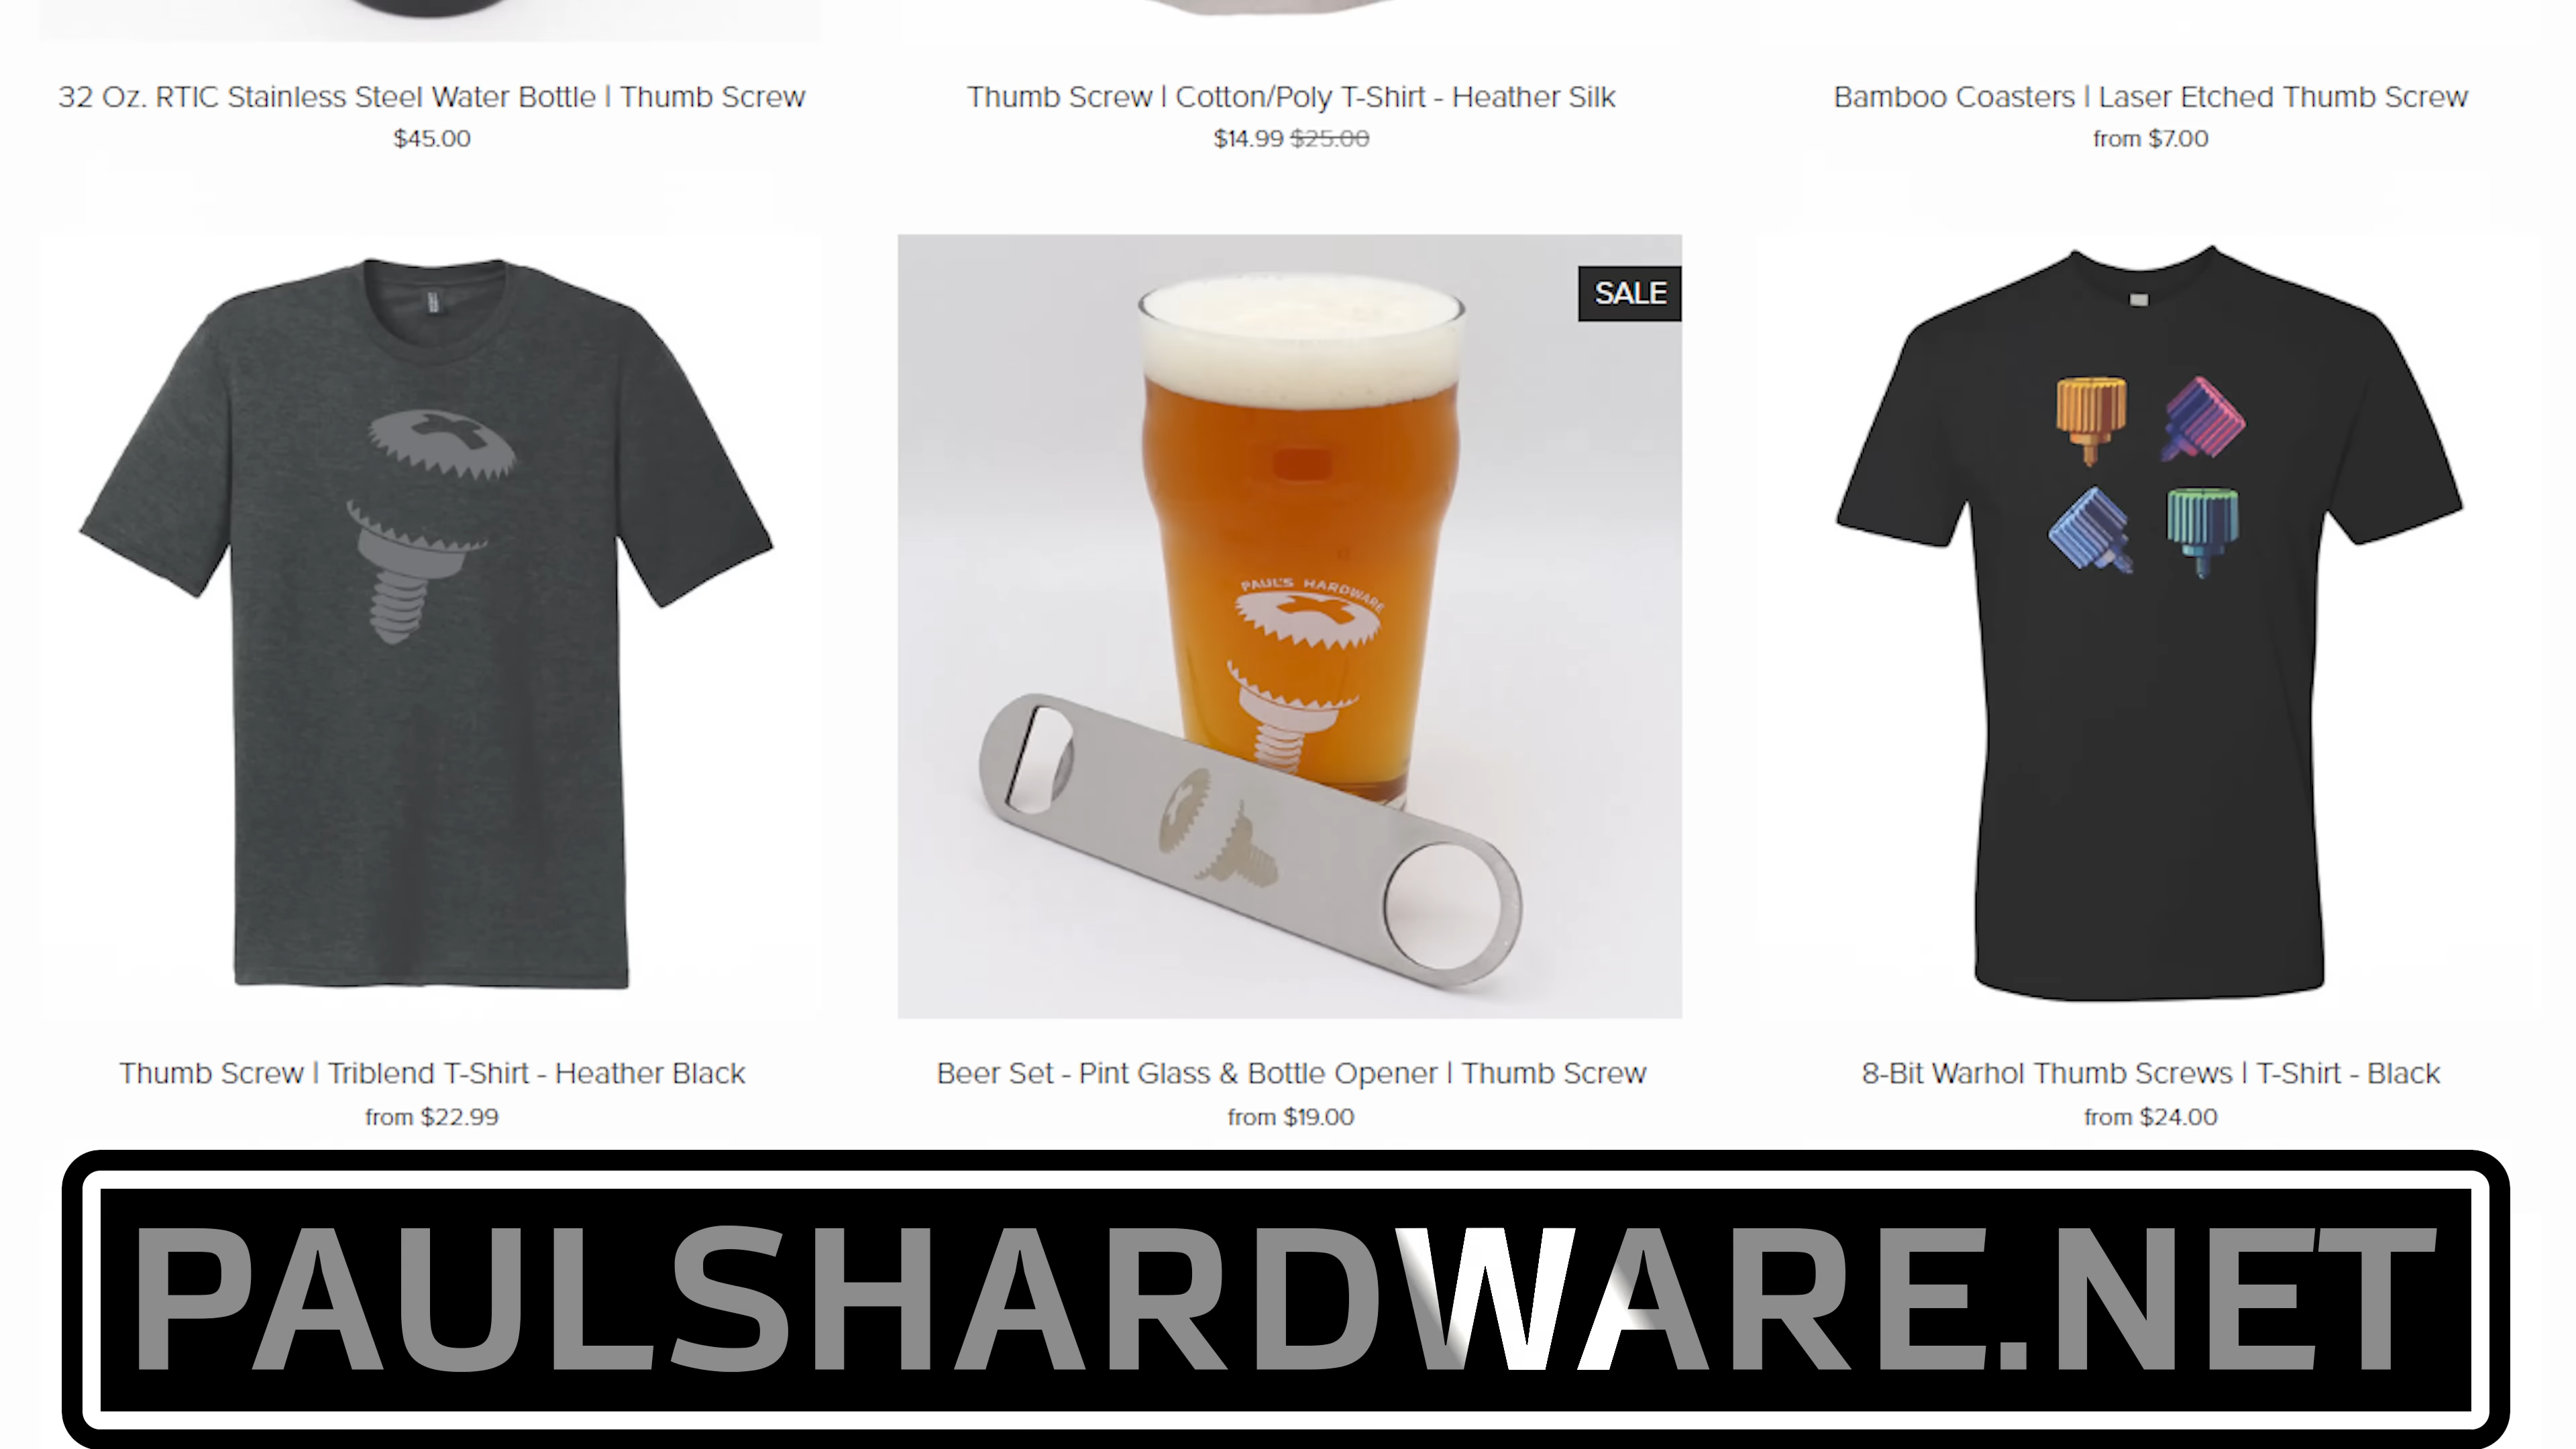 32 Oz. RTIC Stainless Steel Water Bottle | Thumb Screw
$45.00
Thumb Screw | Cotton/Poly T-Shirt - Heather Silk
$14.99 $25.00
Bamboo Coasters | Laser Etched Thumb Screw
from $7.00
SALE
PAUL'S HARDWARE
Thumb Screw | Triblend T-Shirt - Heather Black
from $22.99
Beer Set - Pint Glass & Bottle Opener | Thumb Screw
from $19.00
8-Bit Warhol Thumb Screws | T-Shirt - Black
from $24.00
PAULSHARDWARE.NET